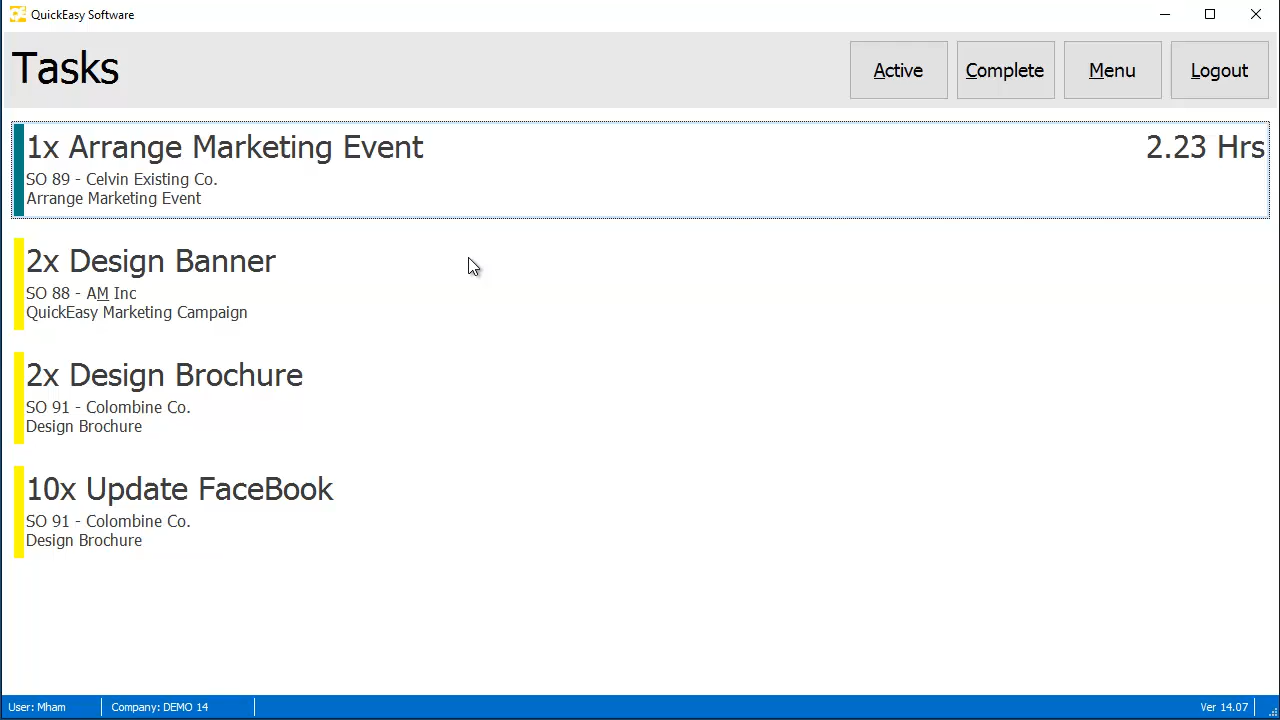 QuickEasy Software
Tasks
Active
Complete
Menu
Logout
1x Arrange Marketing Event 2.23 Hrs
SO 89 - Celvin Existing Co.
Arrange Marketing Event
2x Design Banner
SO 88 - AM Inc
QuickEasy Marketing Campaign
2x Design Brochure
SO 91 - Colombine Co.
Design Brochure
10x Update FaceBook
SO 91 - Colombine Co.
Design Brochure
User: Mham Company: DEMO 14 Ver 14.07